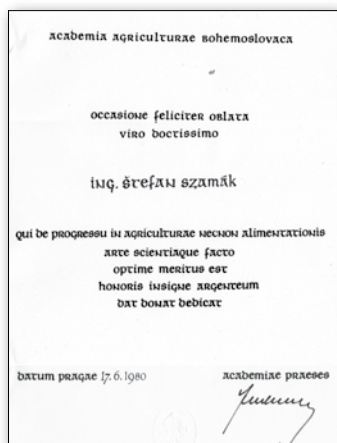 academia agriculturae bohemoslovaca
occasione feliciter oblata
viro doctissimo
ing. štefan szamák
qui de progressu in agriculturae necnon alimentationis
arte scientiaque facto
optime meritus est
honoris insigne argenteum
dat donat dedicat
datum pragae 17.6.1980
academiae praeses